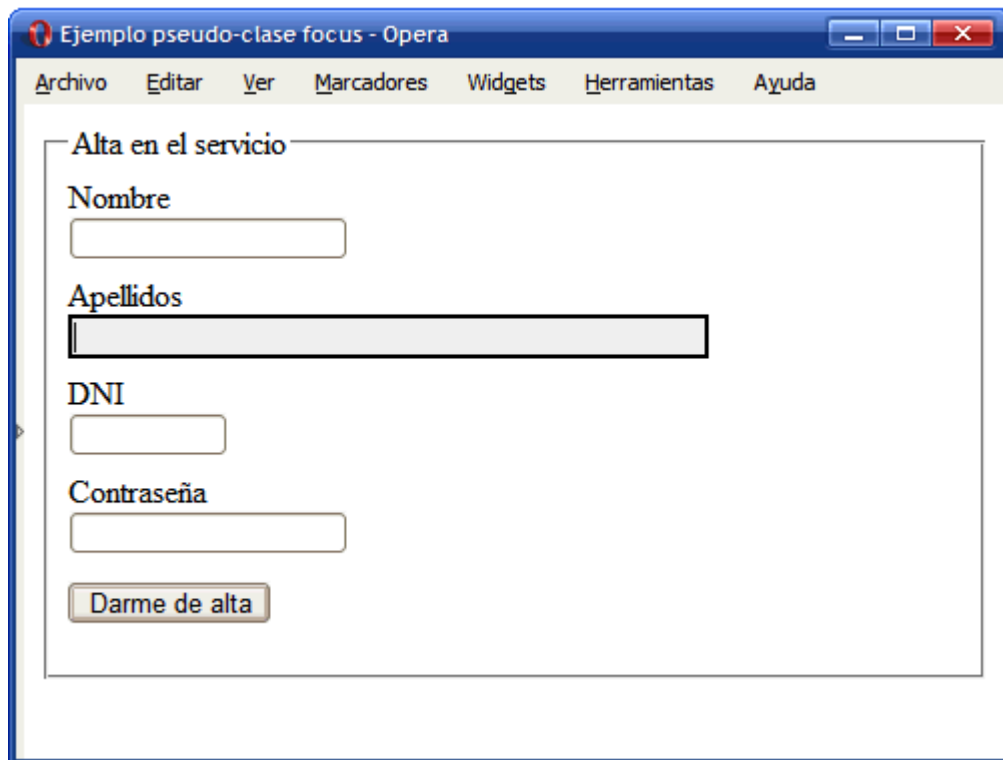 Ejemplo pseudo-clase focus - Opera
Archivo Editar Ver Marcadores Widgets Herramientas Ayuda
Alta en el servicio
Nombre
Apellidos
DNI
Contraseña
Darme de alta